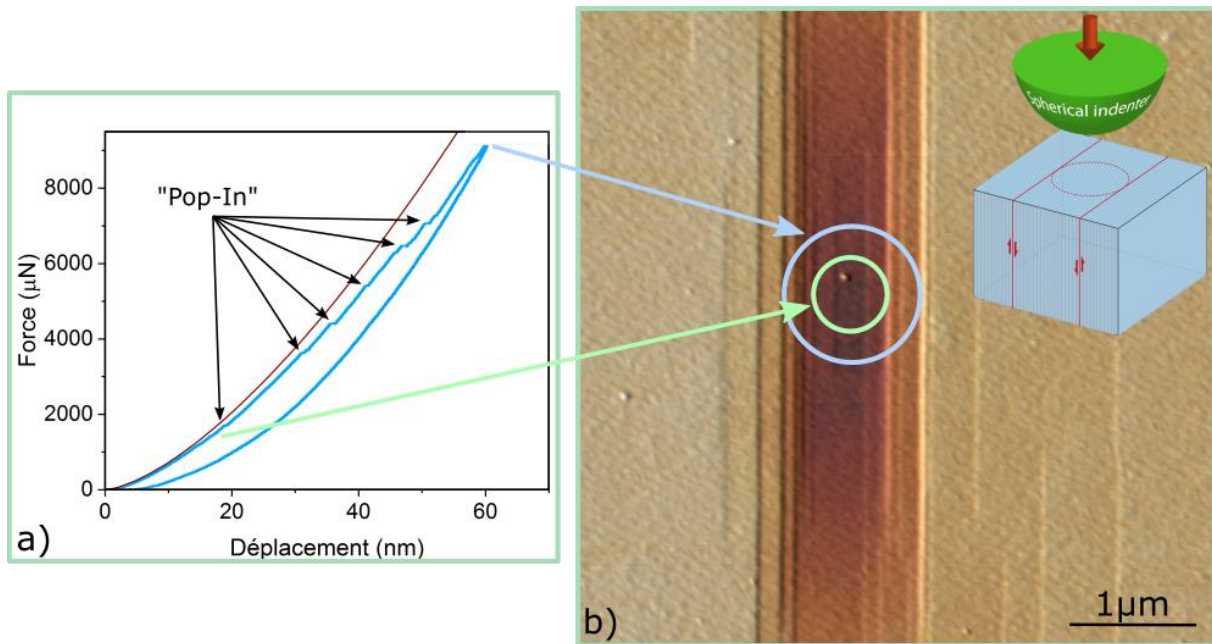 "Pop-In"
8000
6000
4000
2000
0
Force (µN)
0
20
40
60
Déplacement (nm)
a)
Spherical indenter
b)
1µm